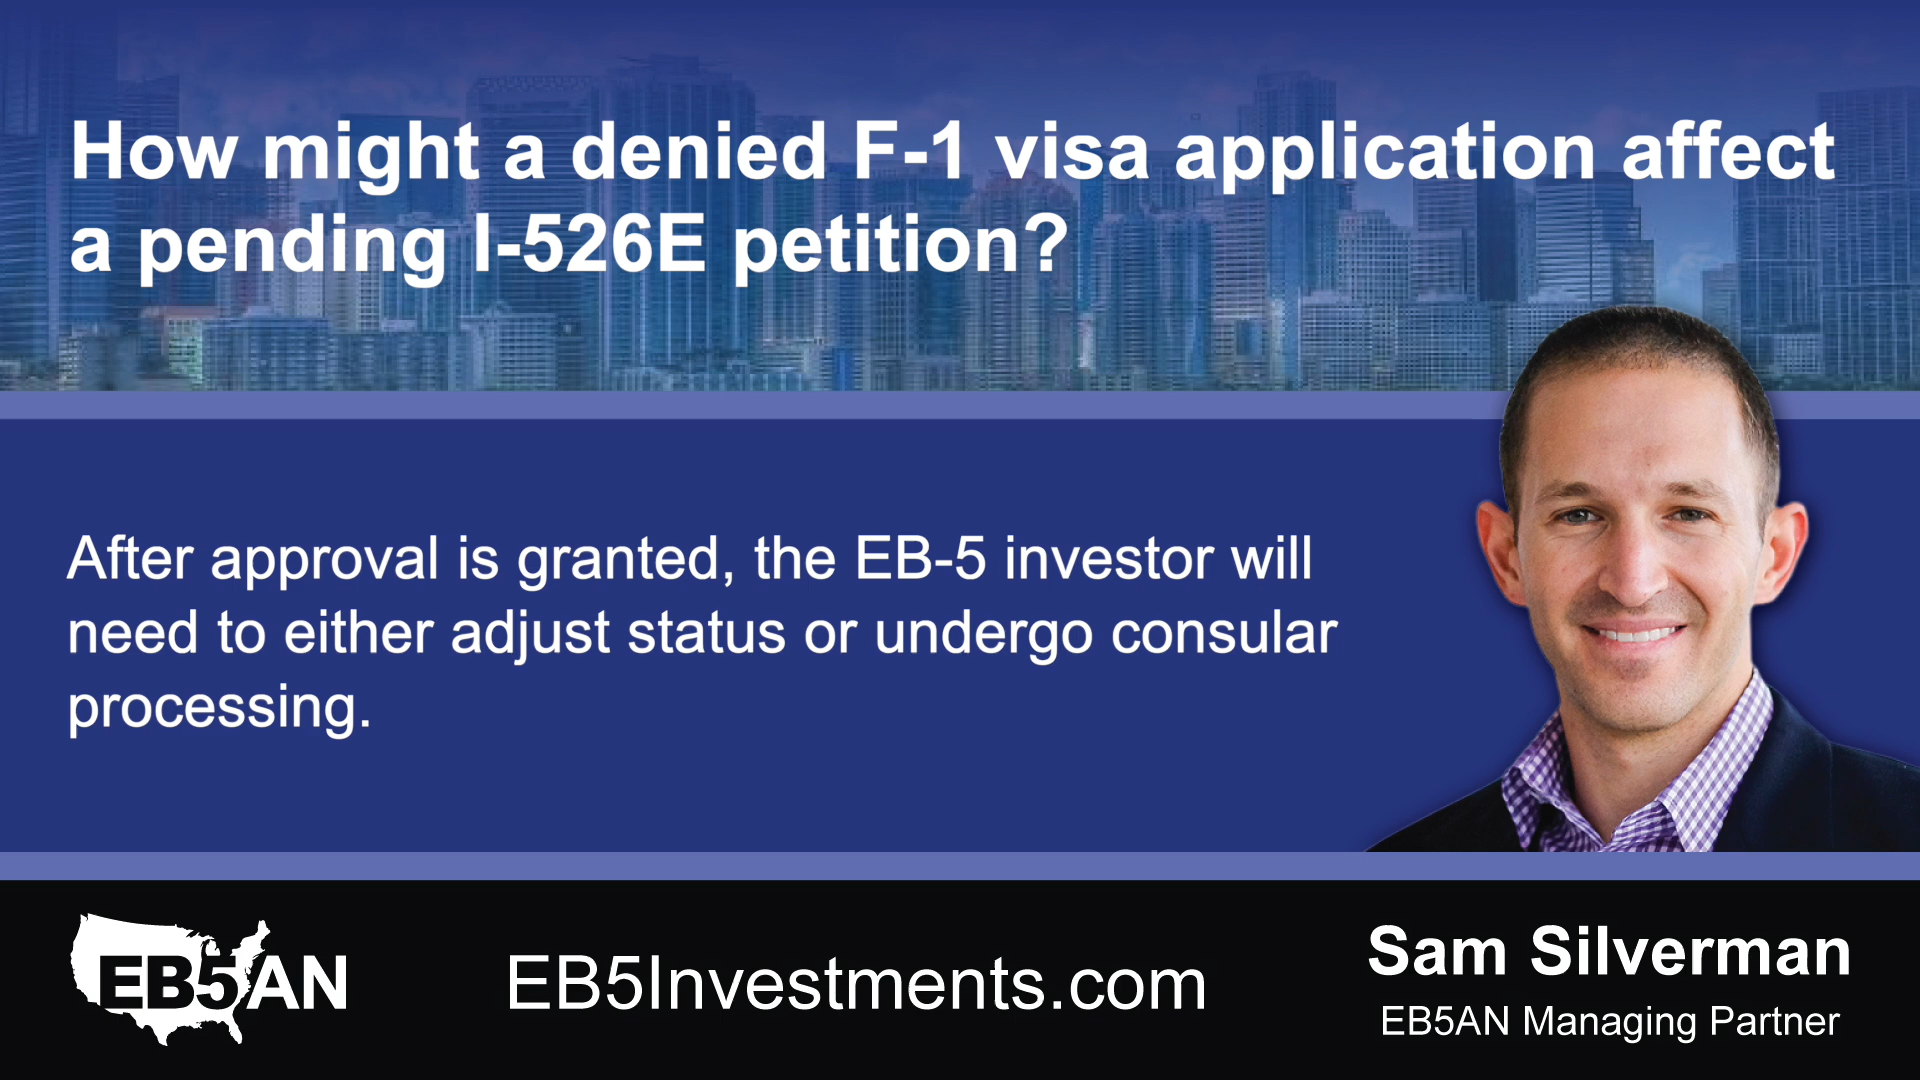 How might a denied F-1 visa application affect
a pending I-526E petition?
After approval is granted, the EB-5 investor will
need to either adjust status or undergo consular
processing.
EB5AN
EB5Investments.com
Sam Silverman
EB5AN Managing Partner